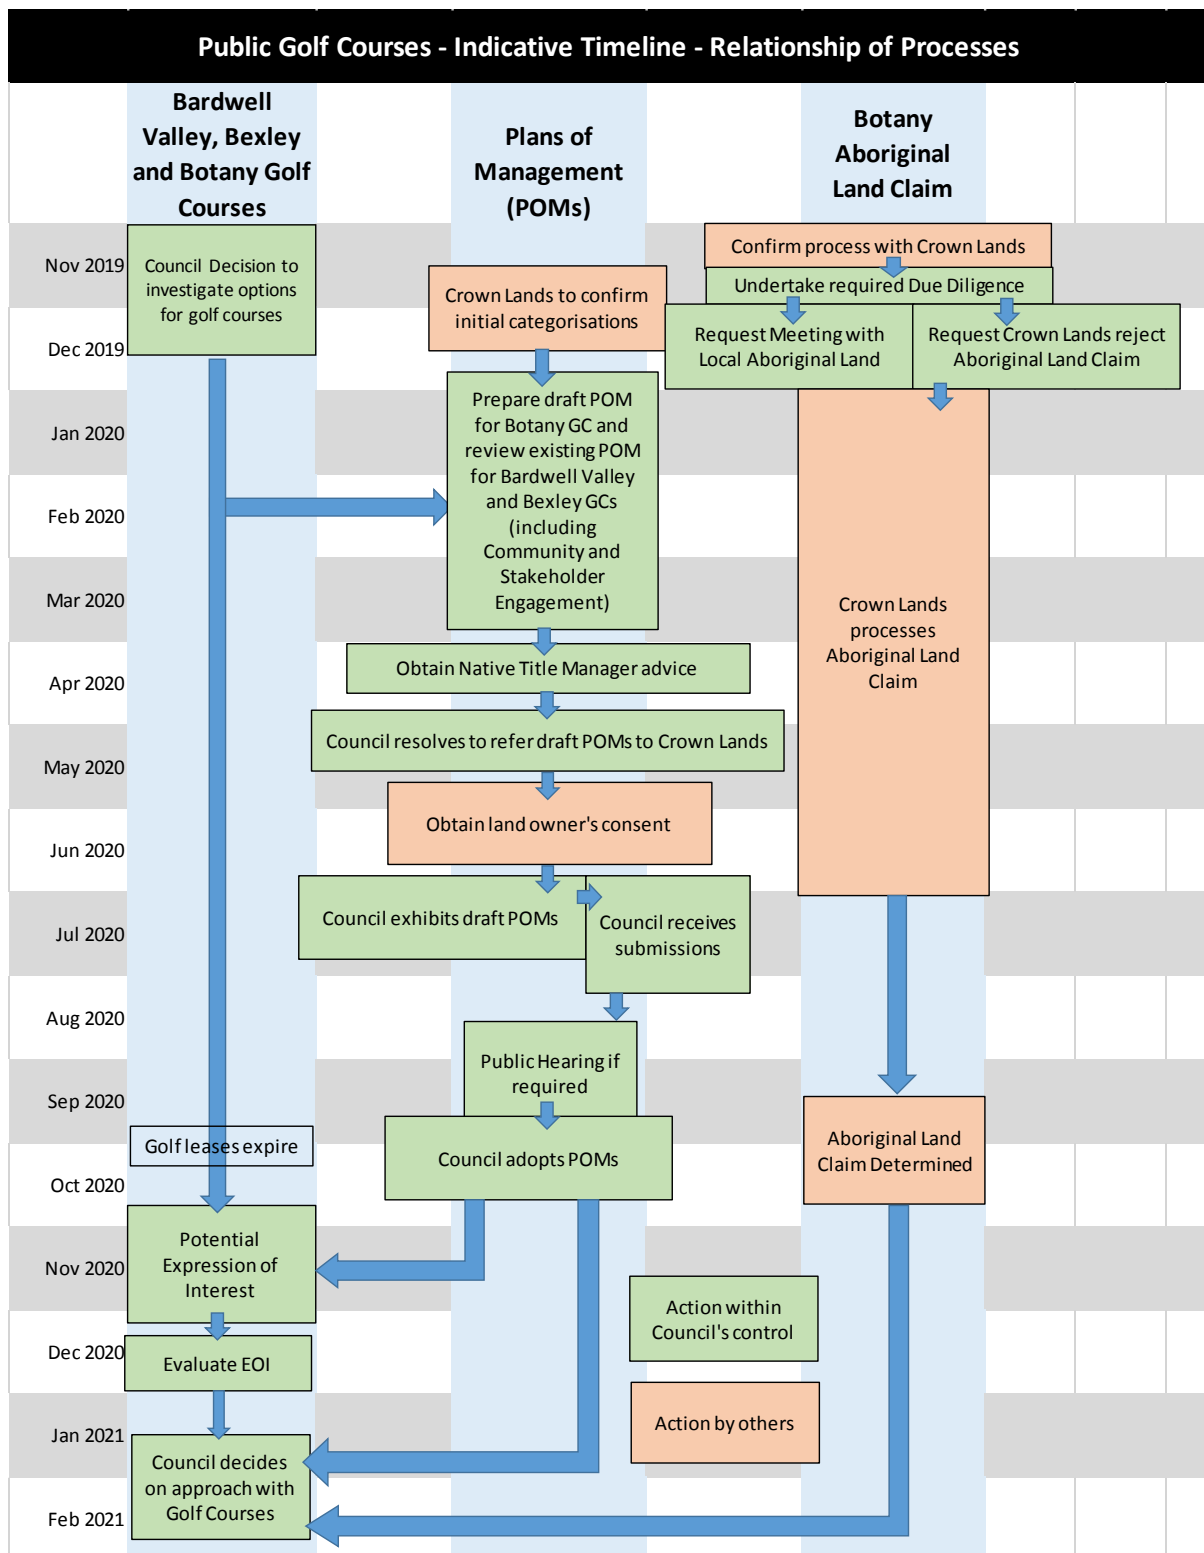 Public Golf Courses - Indicative Timeline - Relationship of Processes
Bardwell
Valley, Bexley
and Botany Golf
Courses
Plans of
Management
(POMs)
Botany
Aboriginal
Land Claim
Nov 2019
Dec 2019
Jan 2020
Feb 2020
Mar 2020
Apr 2020
May 2020
Jun 2020
Jul 2020
Aug 2020
Sep 2020
Oct 2020
Nov 2020
Dec 2020
Jan 2021
Feb 2021
Council Decision to
investigate options
for golf courses
Golf leases expire
Potential
Expression of
Interest
Evaluate EOI
Council decides
on approach with
Golf Courses
Crown Lands to confirm
initial categorisations
Prepare draft POM
for Botany GC and
review existing POM
for Bardwell Valley
and Bexley GCs
(including
Community and
Stakeholder
Engagement)
Obtain Native Title Manager advice
Council resolves to refer draft POMs to Crown Lands
Obtain land owner's consent
Council exhibits draft POMs
Council receives
submissions
Public Hearing if
required
Council adopts POMs
Confirm process with Crown Lands
Undertake required Due Diligence
Request Meeting with
Local Aboriginal Land
Request Crown Lands reject
Aboriginal Land Claim
Crown Lands
processes
Aboriginal Land
Claim
Aboriginal Land
Claim Determined
Action within
Council's control
Action by others